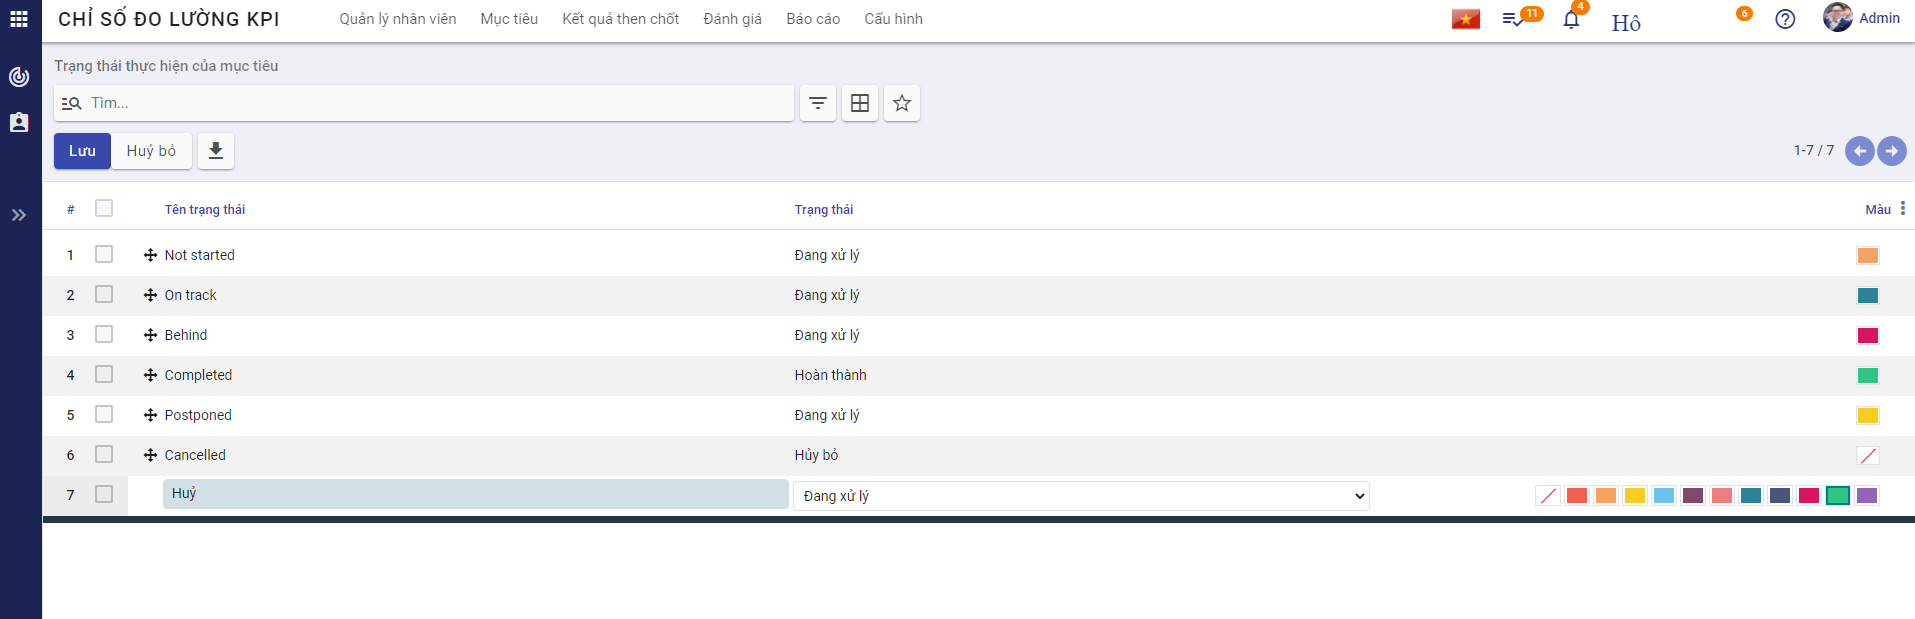 CHỈ SỐ ĐO LƯỜNG KPI Quản lý nhân viên Mục tiêu Kết quả then chốt Đánh giá Báo cáo Cấu hình 11 4 Hô 6 Admin
Trạng thái thực hiện của mục tiêu
Tìm...
Lưu Huỷ bỏ 1-7 / 7
# Tên trạng thái Trạng thái Màu
1 Not started Đang xử lý
2 On track Đang xử lý
3 Behind Đang xử lý
4 Completed Hoàn thành
5 Postponed Đang xử lý
6 Cancelled Hủy bỏ
7 Huỷ Đang xử lý